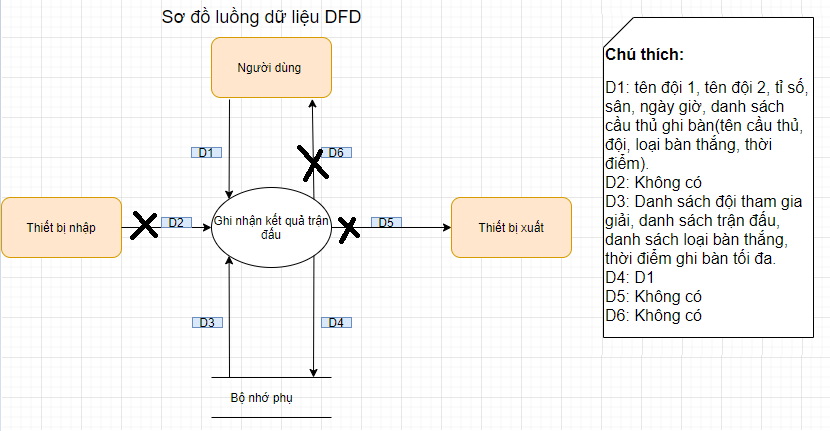 Sơ đồ luồng dữ liệu DFD
Người dùng
D1
D6
Thiết bị nhập
D2
Ghi nhận kết quả trận
đấu
D5
Thiết bị xuất
D3
D4
Bộ nhớ phụ
Chú thích:
D1: tên đội 1, tên đội 2, tỉ số,
sân, ngày giờ, danh sách
cầu thủ ghi bàn(tên cầu thủ,
đội, loại bàn thắng, thời
điểm).
D2: Không có
D3: Danh sách đội tham gia
giải, danh sách trận đấu,
danh sách loại bàn thắng,
thời điểm ghi bàn tối đa.
D4: D1
D5: Không có
D6: Không có